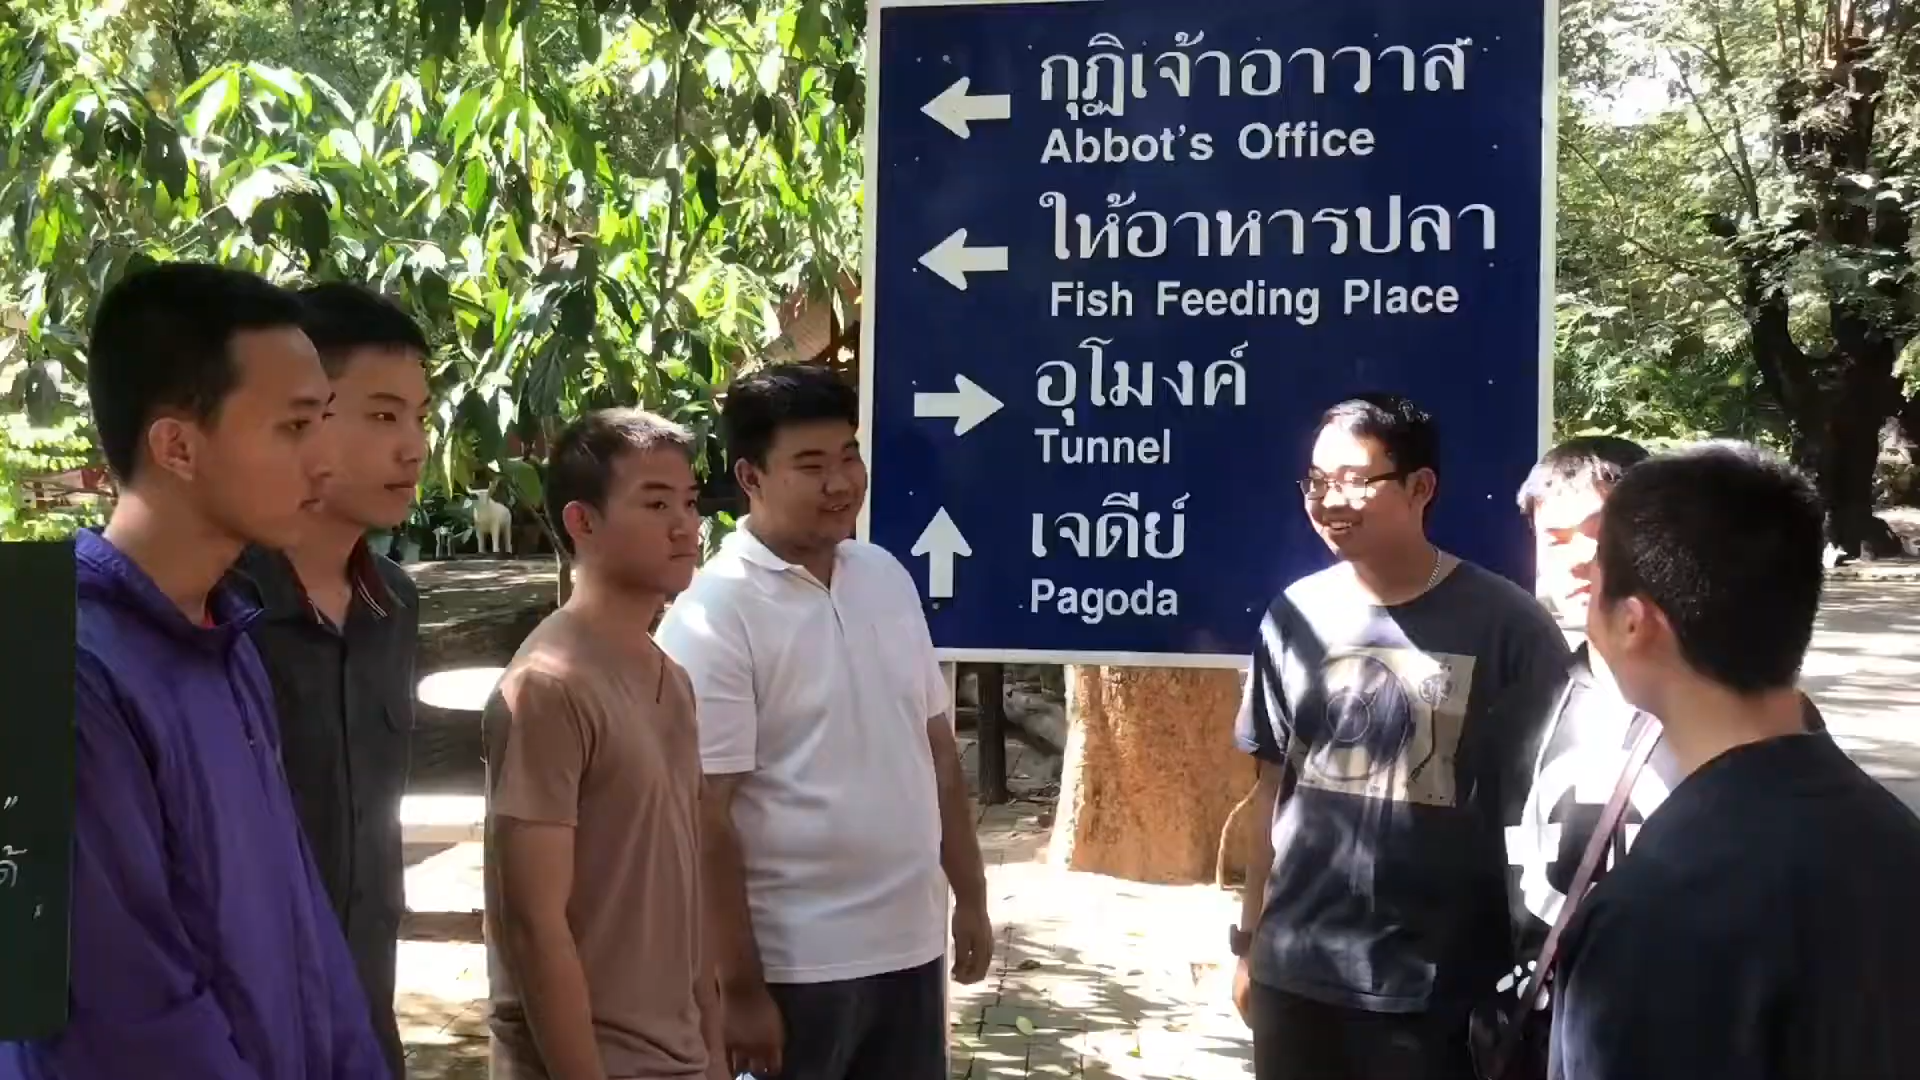 กุฏิเจ้าอาวาส
Abbot's Office
ให้อาหารปลา
Fish Feeding Place
อุโมงค์
Tunnel
เจดีย์
Pagoda